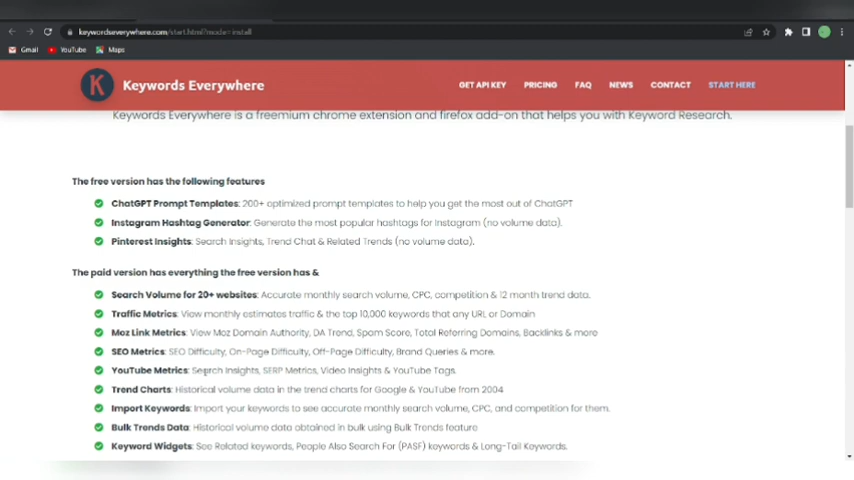 keywordseverywhere.com/start.html?mode=install
Gmail YouTube Maps
K Keywords Everywhere GET API KEY PRICING FAQ NEWS CONTACT START HERE
Keywords Everywhere is a freemium chrome extension and firefox add-on that helps you with Keyword Research.
The free version has the following features
ChatGPT Prompt Templates: 200+ optimized prompt templates to help you get the most out of ChatGPT
Instagram Hashtag Generator: Generate the most popular hashtags for Instagram (no volume data).
Pinterest Insights: Search Insights, Trend Chat & Related Trends (no volume data).
The paid version has everything the free version has &
Search Volume for 20+ websites: Accurate monthly search volume, CPC, competition & 12 month trend data.
Traffic Metrics: View monthly estimates traffic & the top 10,000 keywords that any URL or Domain
Moz Link Metrics: View Moz Domain Authority, DA Trend, Spam Score, Total Referring Domains, Backlinks & more
SEO Metrics: SEO Difficulty, On-Page Difficulty, Off-Page Difficulty, Brand Queries & more.
YouTube Metrics: Search Insights, SERP Metrics, Video Insights & YouTube Tags.
Trend Charts: Historical volume data in the trend charts for Google & YouTube from 2004
Import Keywords: Import your keywords to see accurate monthly search volume, CPC, and competition for them.
Bulk Trends Data: Historical volume data obtained in bulk using Bulk Trends feature
Keyword Widgets: See Related keywords, People Also Search For (PASF) keywords & Long-Tail Keywords.